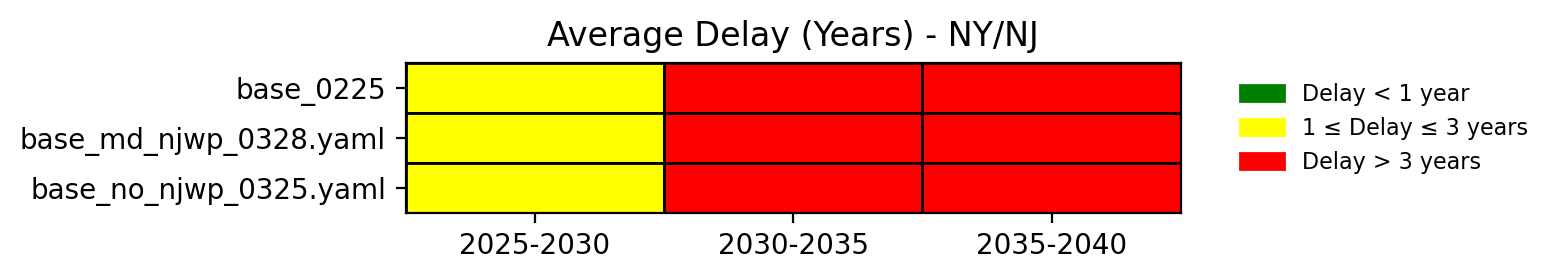 Average Delay (Years) - NY/NJ
base_0225
base_md_njwp_0328.yaml
base_no_njwp_0325.yaml
2025-2030
2030-2035
2035-2040
Delay < 1 year
1 ≤ Delay ≤ 3 years
Delay > 3 years